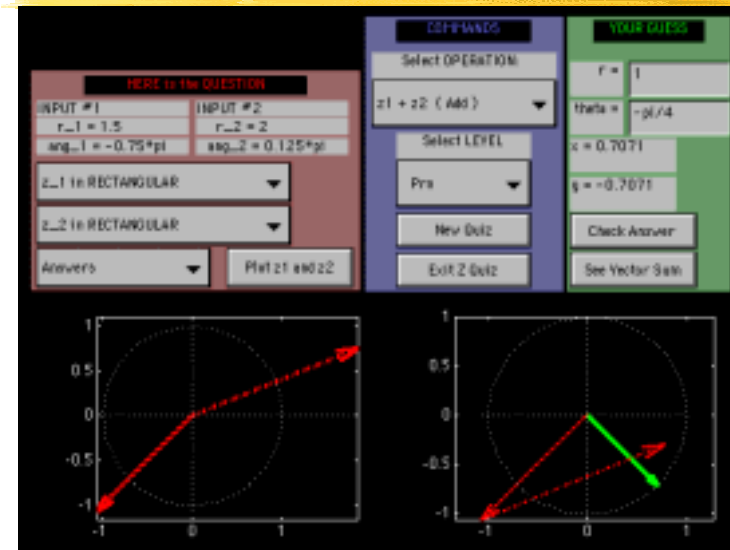 HERE is the QUESTION
INPUT #1
r_1 = 1.5
ang_1 = -0.75*pi
INPUT #2
r_2 = 2
ang_2 = 0.125*pi
z_1 in RECTANGULAR
z_2 in RECTANGULAR
Answers
Plot z1 and z2
COMMANDS
Select OPERATION:
z1 + z2 ( Add )
Select LEVEL
Pro
New Quiz
Exit Z Quiz
YOUR GUESS
r = 1
theta = -pi/4
x = 0.7071
y = -0.7071
Check Answer
See Vector Sum
1
0.5
0
-0.5
-1
-1 0 1
1
0.5
0
-0.5
-1
-1 0 1